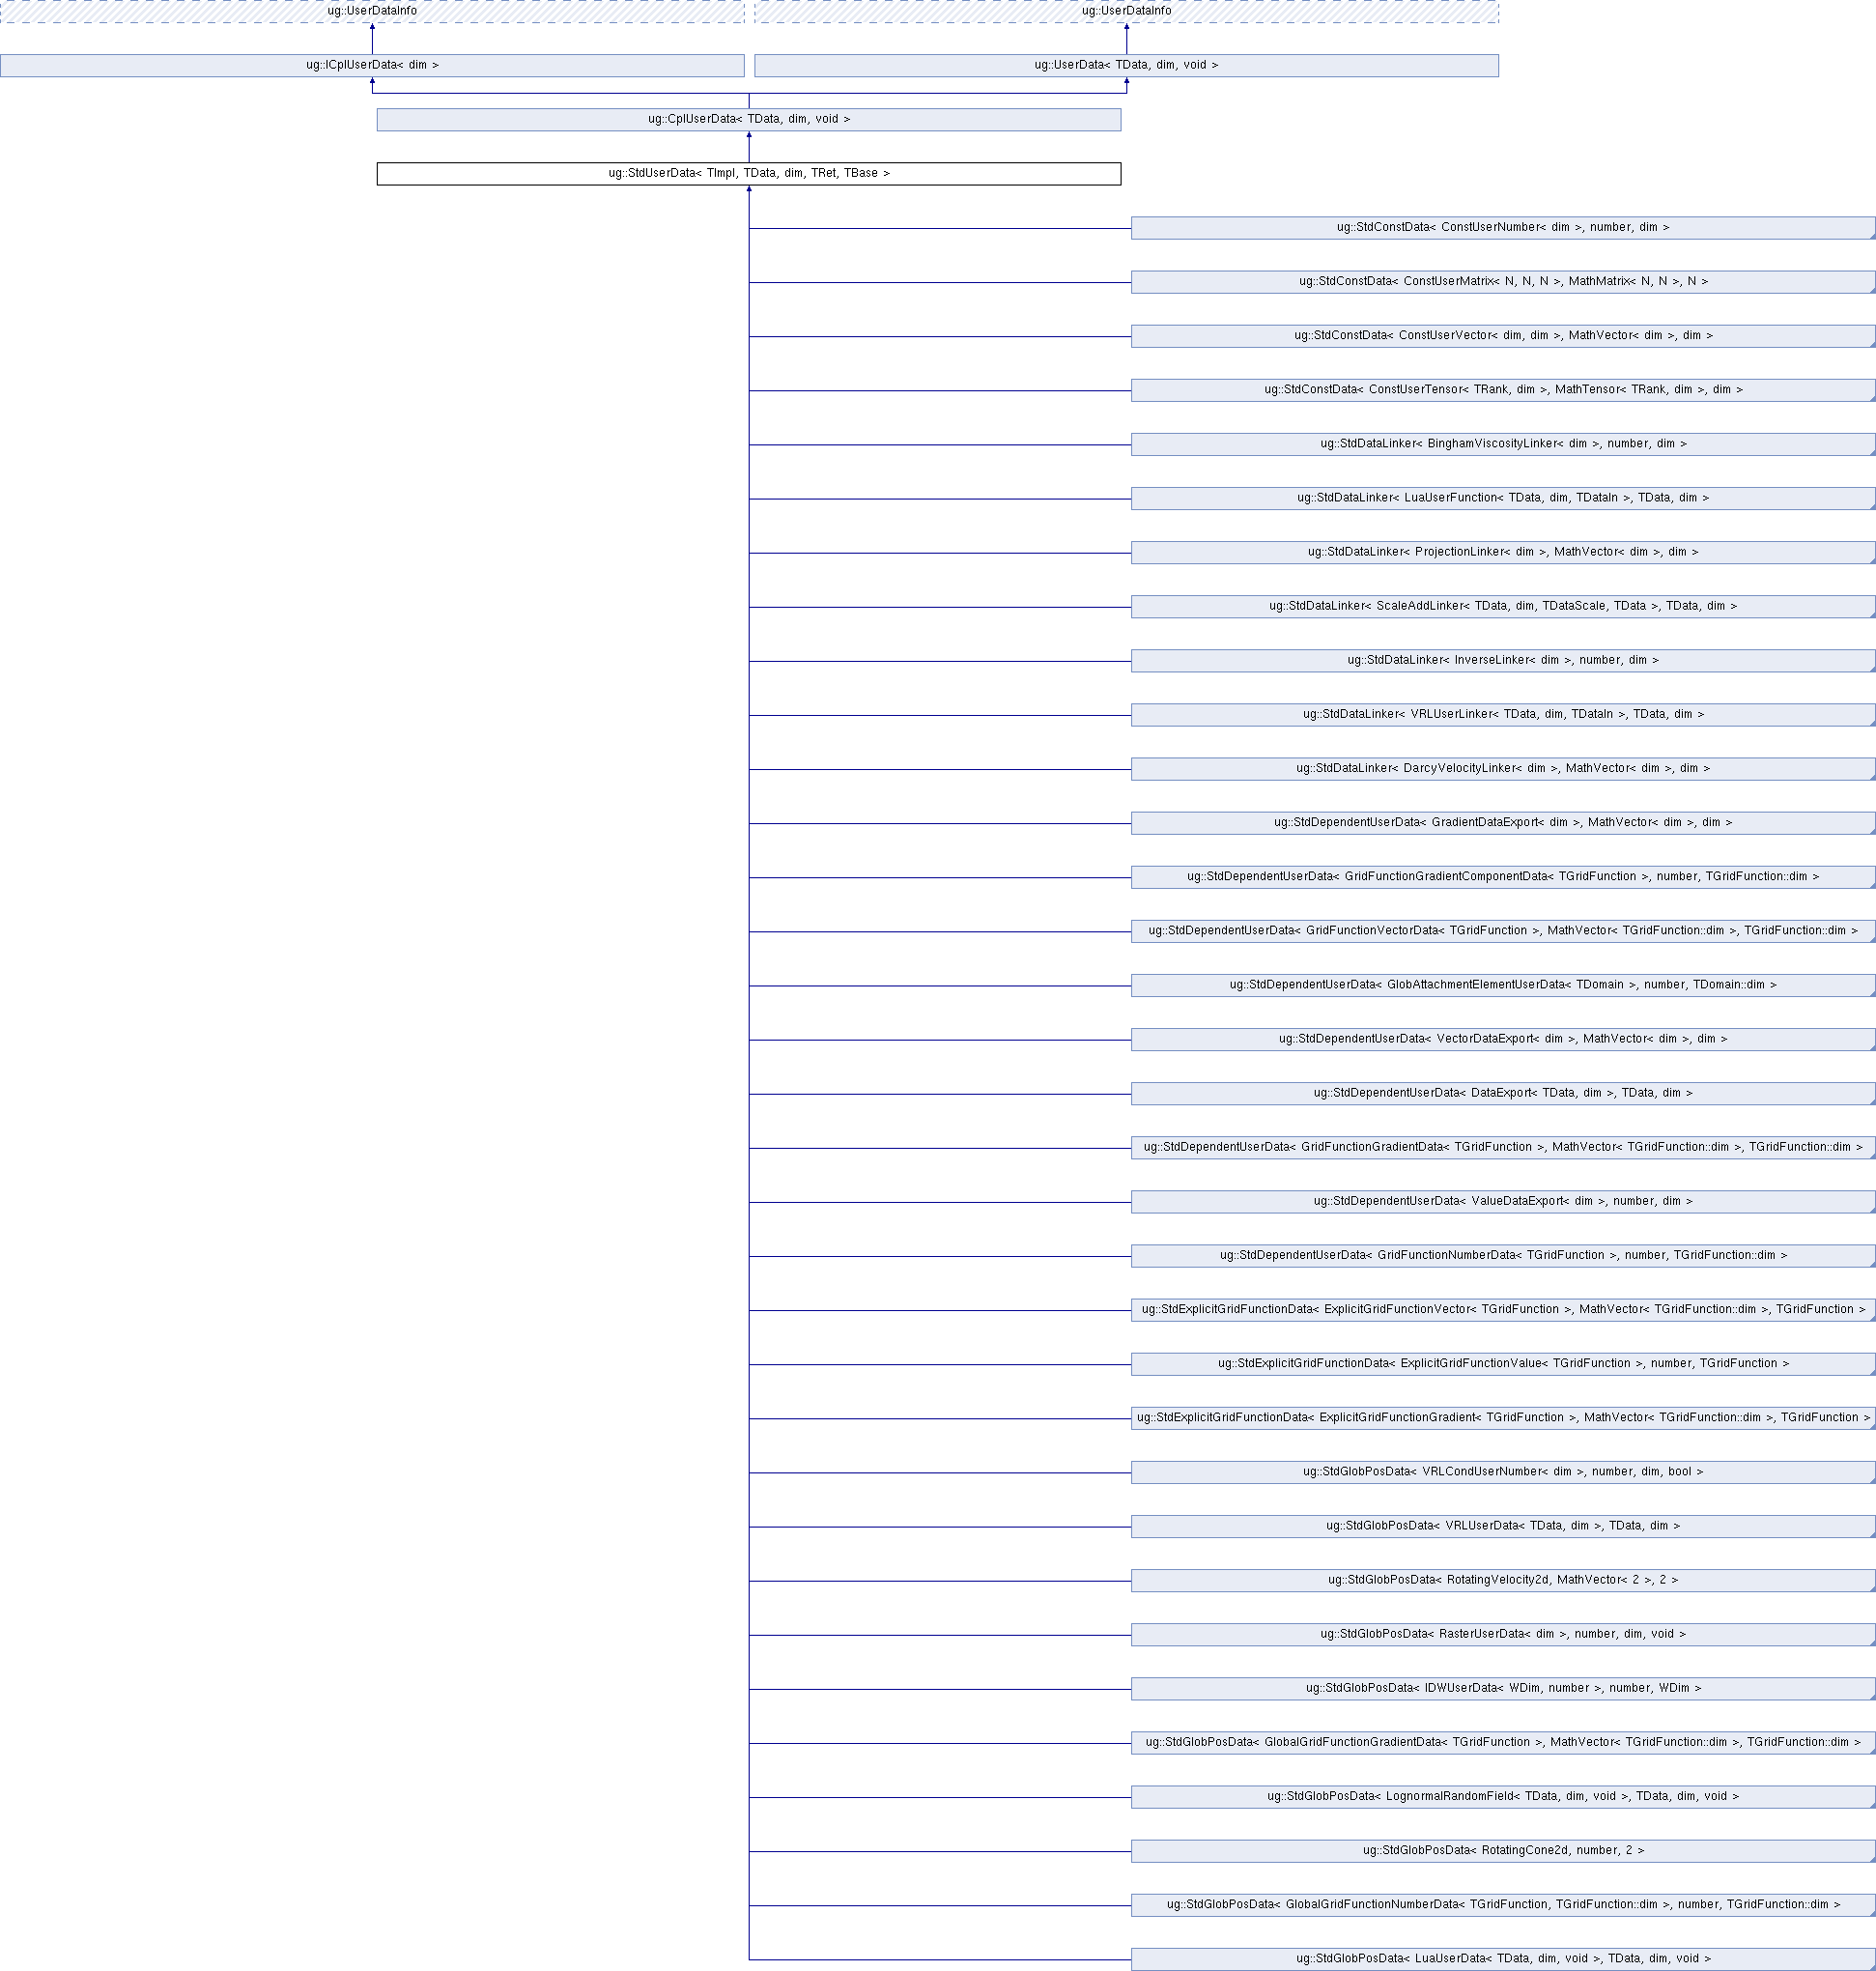 ug::UserDataInfo
ug::UserDataInfo
ug::ICplUserData< dim >
ug::UserData< TData, dim, void >
ug::CplUserData< TData, dim, void >
ug::StdUserData< TImpl, TData, dim, TRet, TBase >
ug::StdConstData< ConstUserNumber< dim >, number, dim >
ug::StdConstData< ConstUserMatrix< N, N, N >, MathMatrix< N, N >, N >
ug::StdConstData< ConstUserVector< dim, dim >, MathVector< dim >, dim >
ug::StdConstData< ConstUserTensor< TRank, dim >, MathTensor< TRank, dim >, dim >
ug::StdDataLinker< BinghamViscosityLinker< dim >, number, dim >
ug::StdDataLinker< LuaUserFunction< TData, dim, TDataIn >, TData, dim >
ug::StdDataLinker< ProjectionLinker< dim >, MathVector< dim >, dim >
ug::StdDataLinker< ScaleAddLinker< TData, dim, TDataScale, TData >, TData, dim >
ug::StdDataLinker< InverseLinker< dim >, number, dim >
ug::StdDataLinker< VRLUserLinker< TData, dim, TDataIn >, TData, dim >
ug::StdDataLinker< DarcyVelocityLinker< dim >, MathVector< dim >, dim >
ug::StdDependentUserData< GradientDataExport< dim >, MathVector< dim >, dim >
ug::StdDependentUserData< GridFunctionGradientComponentData< TGridFunction >, number, TGridFunction::dim >
ug::StdDependentUserData< GridFunctionVectorData< TGridFunction >, MathVector< TGridFunction::dim >, TGridFunction::dim >
ug::StdDependentUserData< GlobAttachmentElementUserData< TDomain >, number, TDomain::dim >
ug::StdDependentUserData< VectorDataExport< dim >, MathVector< dim >, dim >
ug::StdDependentUserData< DataExport< TData, dim >, TData, dim >
ug::StdDependentUserData< GridFunctionGradientData< TGridFunction >, MathVector< TGridFunction::dim >, TGridFunction::dim >
ug::StdDependentUserData< ValueDataExport< dim >, number, dim >
ug::StdDependentUserData< GridFunctionNumberData< TGridFunction >, number, TGridFunction::dim >
ug::StdExplicitGridFunctionData< ExplicitGridFunctionVector< TGridFunction >, MathVector< TGridFunction::dim >, TGridFunction >
ug::StdExplicitGridFunctionData< ExplicitGridFunctionValue< TGridFunction >, number, TGridFunction >
ug::StdExplicitGridFunctionData< ExplicitGridFunctionGradient< TGridFunction >, MathVector< TGridFunction::dim >, TGridFunction >
ug::StdGlobPosData< VRLCondUserNumber< dim >, number, dim, bool >
ug::StdGlobPosData< VRLUserData< TData, dim >, TData, dim >
ug::StdGlobPosData< RotatingVelocity2d, MathVector< 2 >, 2 >
ug::StdGlobPosData< RasterUserData< dim >, number, dim, void >
ug::StdGlobPosData< IDWUserData< WDim, number >, number, WDim >
ug::StdGlobPosData< GlobalGridFunctionGradientData< TGridFunction >, MathVector< TGridFunction::dim >, TGridFunction::dim >
ug::StdGlobPosData< LognormalRandomField< TData, dim, void >, TData, dim, void >
ug::StdGlobPosData< RotatingCone2d, number, 2 >
ug::StdGlobPosData< GlobalGridFunctionNumberData< TGridFunction, TGridFunction::dim >, number, TGridFunction::dim >
ug::StdGlobPosData< LuaUserData< TData, dim, void >, TData, dim, void >